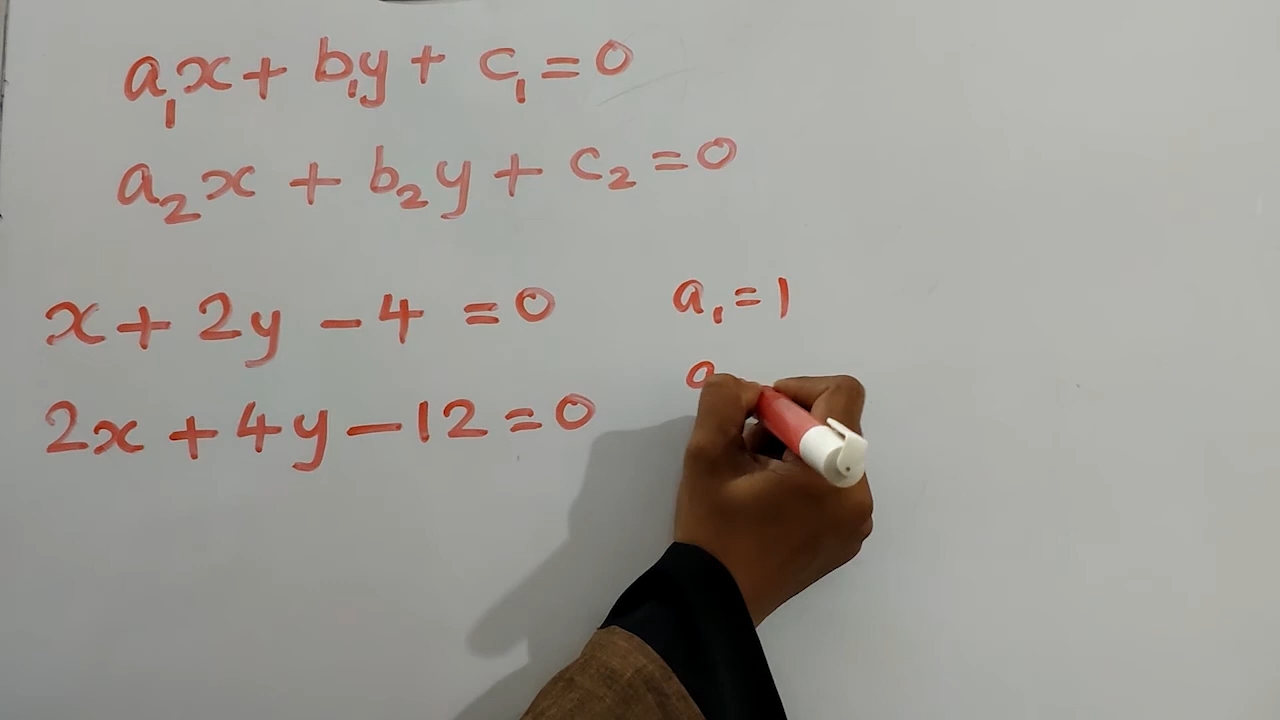 a₁x + b₁y + c₁ = 0
a₂x + b₂y + c₂ = 0
x + 2y - 4 = 0
a₁ = 1
2x + 4y - 12 = 0